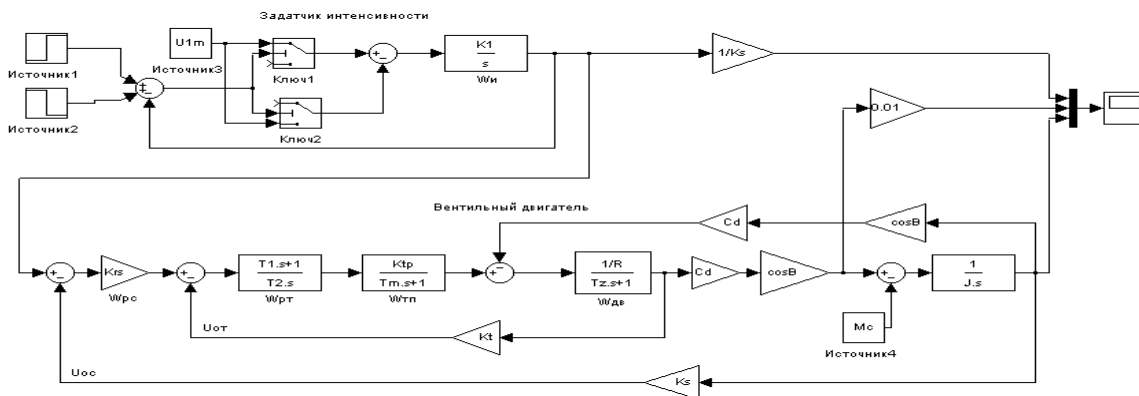 Задатчик интенсивности
Источник1
Источник2
U1m
Источник3
Ключ1
Ключ2
K1
s
Wи
1/Ks
0.01
Вентильный двигатель
Cd
cosB
Krs
Wрс
T1.s+1
T2.s
Wрт
Ktp
Tm.s+1
Wтп
1/R
Tz.s+1
Wдв
Cd
cosB
1
J.s
Mc
Источник4
Uот
Kt
Uос
Ks